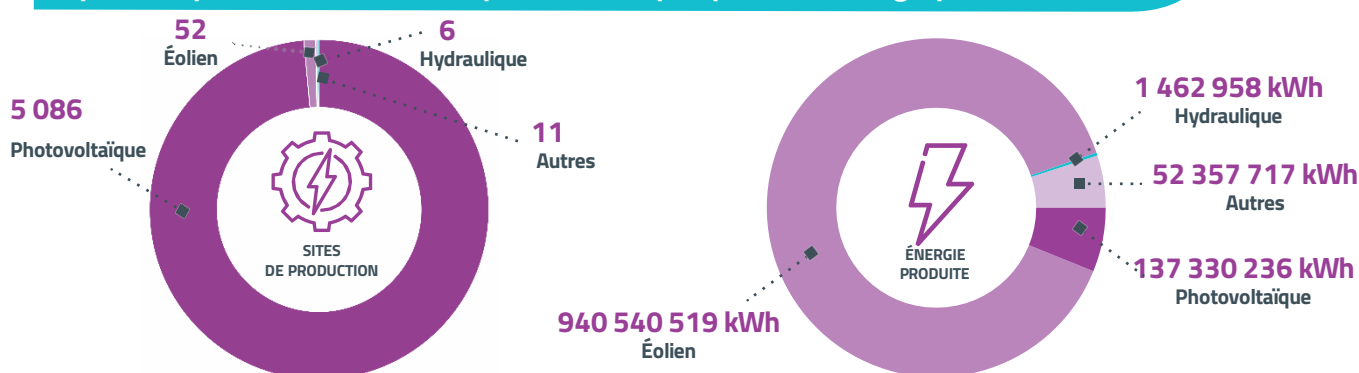 52
Éolien
6
Hydraulique
5 086
Photovoltaïque
11
Autres
SITES
DE PRODUCTION
1 462 958 kWh
Hydraulique
52 357 717 kWh
Autres
137 330 236 kWh
Photovoltaïque
940 540 519 kWh
Éolien
ÉNERGIE
PRODUITE